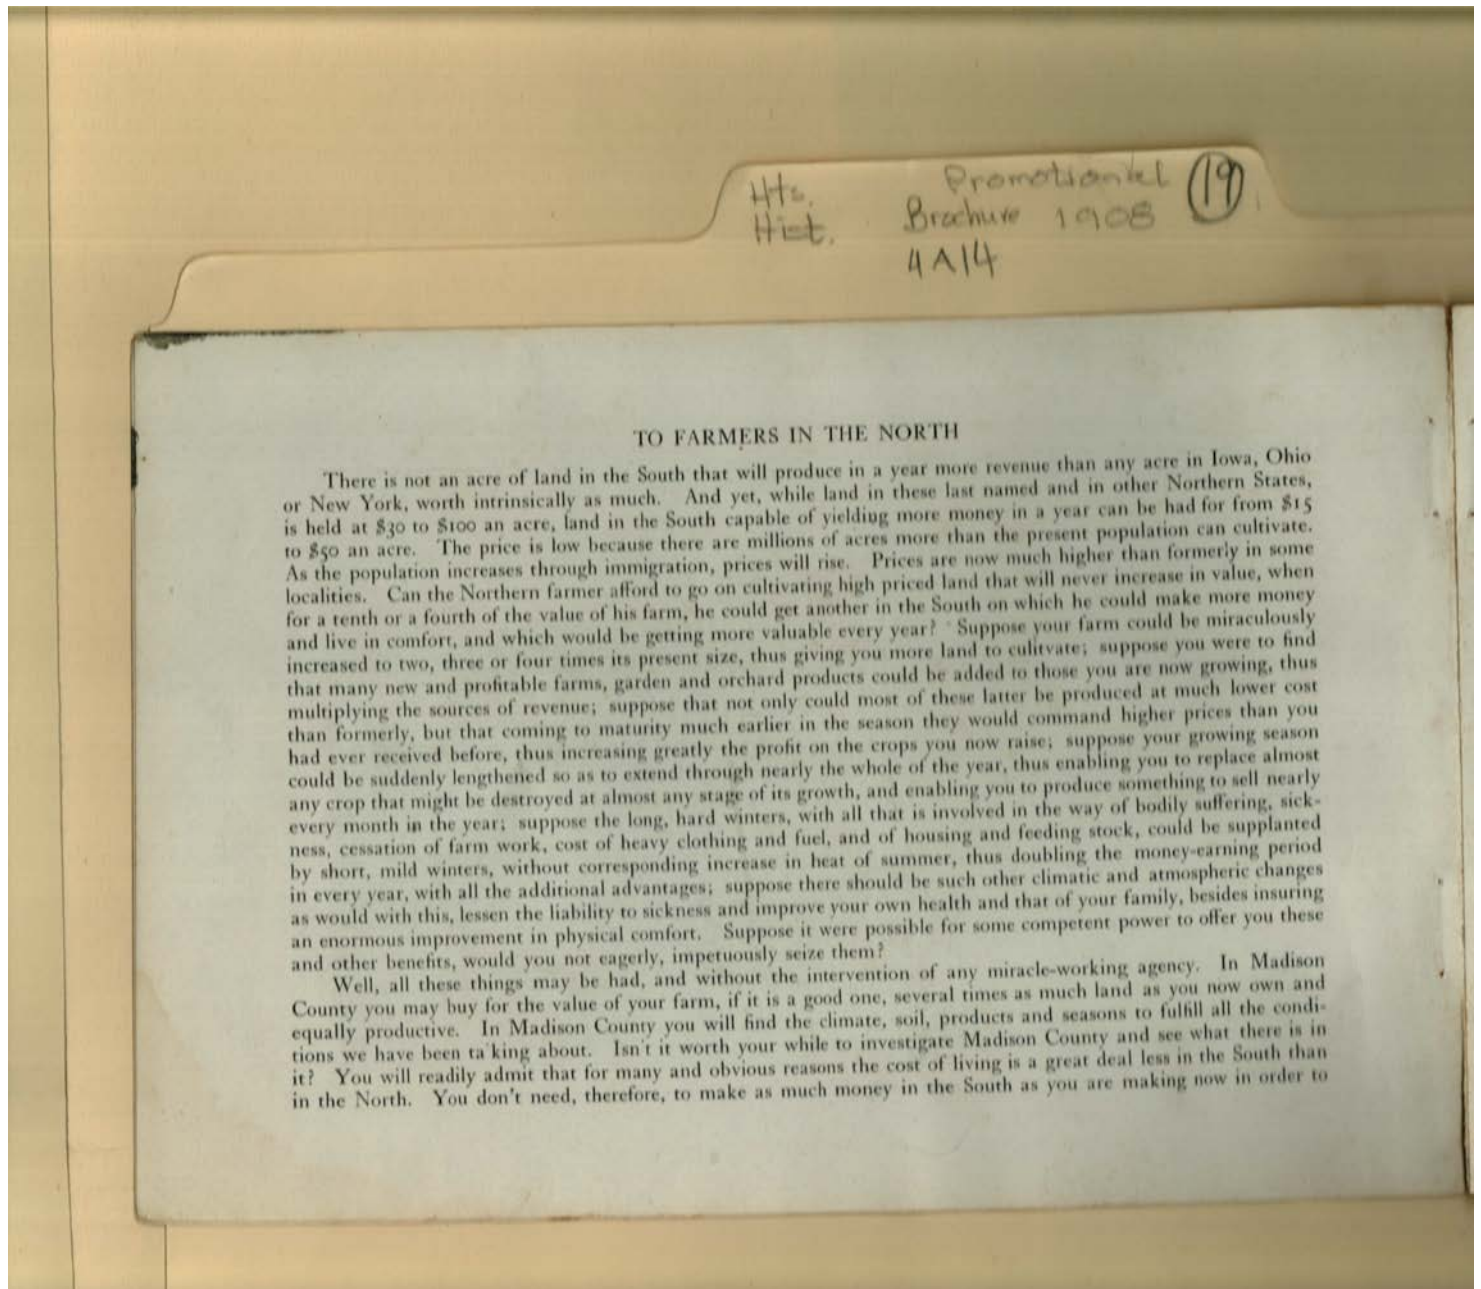 Hts. Promotional 19
Hist. Brochure 1908
4A14
TO FARMERS IN THE NORTH
There is not an acre of land in the South that will produce in a year more revenue than any acre in Iowa, Ohio
or New York, worth intrinsically as much. And yet, while land in these last named and in other Northern States,
is held at $30 to $100 an acre, land in the South capable of yielding more money in a year can be had for from $15
to $50 an acre. The price is low because there are millions of acres more than the present population can cultivate.
As the population increases through immigration, prices will rise. Prices are now much higher than formerly in some
localities. Can the Northern farmer afford to go on cultivating high priced land that will never increase in value, when
for a tenth or a fourth of the value of his farm, he could get another in the South on which he could make more money
and live in comfort, and which would be getting more valuable every year? Suppose your farm could be miraculously
increased to two, three or four times its present size, thus giving you more land to culitvate; suppose you were to find
that many new and profitable farms, garden and orchard products could be added to those you are now growing, thus
multiplying the sources of revenue; suppose that not only could most of these latter be produced at much lower cost
than formerly, but that coming to maturity much earlier in the season they would command higher prices than you
had ever received before, thus increasing greatly the profit on the crops you now raise; suppose your growing season
could be suddenly lengthened so as to extend through nearly the whole of the year, thus enabling you to replace almost
any crop that might be destroyed at almost any stage of its growth, and enabling you to produce something to sell nearly
every month in the year; suppose the long, hard winters, with all that is involved in the way of bodily suffering, sick-
ness, cessation of farm work, cost of heavy clothing and fuel, and of housing and feeding stock, could be supplanted
by short, mild winters, without corresponding increase in heat of summer, thus doubling the money-earning period
in every year, with all the additional advantages; suppose there should be such other climatic and atmospheric changes
as would with this, lessen the liability to sickness and improve your own health and that of your family, besides insuring
an enormous improvement in physical comfort. Suppose it were possible for some competent power to offer you these
and other benefits, would you not eagerly, impetuously seize them?
Well, all these things may be had, and without the intervention of any miracle-working agency. In Madison
County you may buy for the value of your farm, if it is a good one, several times as much land as you now own and
equally productive. In Madison County you will find the climate, soil, products and seasons to fulfill all the condi-
tions we have been ta king about. Isn't it worth your while to investigate Madison County and see what there is in
it? You will readily admit that for many and obvious reasons the cost of living is a great deal less in the South than
in the North. You don't need, therefore, to make as much money in the South as you are making now in order to